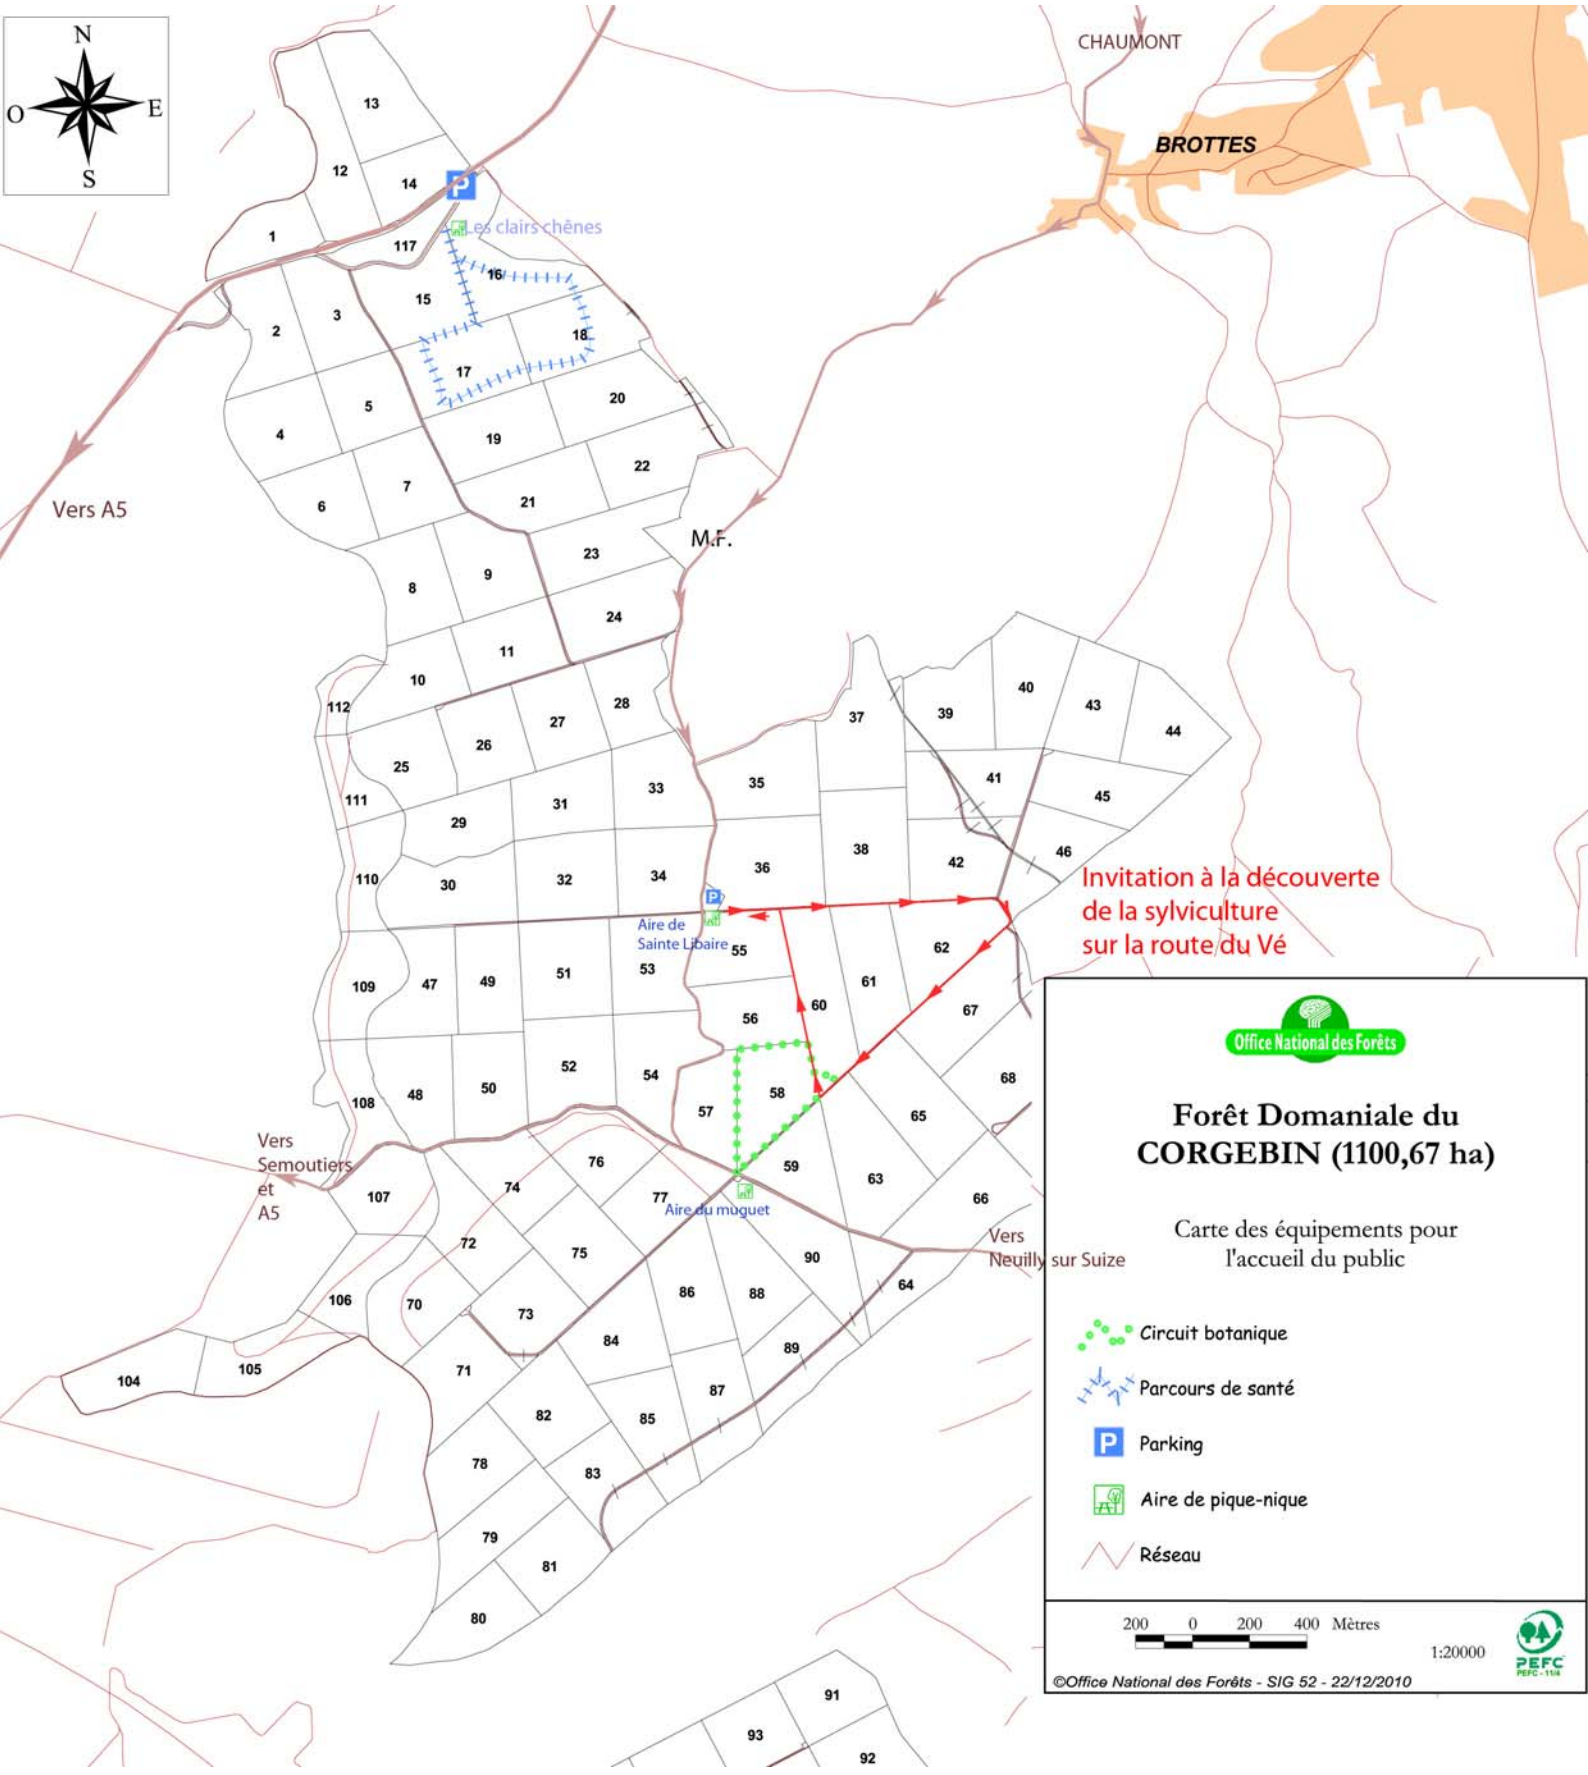 N
O
E
S
CHAUMONT
BROTTES
13
12
14
P
1
117
Les clairs chênes
16
15
3
2
18
17
5
20
4
19
22
7
21
6
Vers A5
M.F.
23
9
8
24
11
10
112
28
27
26
25
37
39
40
43
44
41
35
33
45
111
31
29
38
42
46
36
34
32
30
110
P
Invitation à la découverte
de la sylviculture
sur la route du Vé
Aire de
Sainte Libaire
55
62
53
51
49
47
109
61
60
67
56
52
54
50
48
108
58
57
68
65
Vers
Semoutiers
et
A5
76
59
74
107
77
63
66
Aire du muguet
72
75
90
Vers
Neuilly sur Suize
64
86
88
106
70
73
84
89
71
105
104
87
82
85
78
83
79
81
80
91
93
92
Office National des Forêts
Forêt Domaniale du
CORGEBIN (1100,67 ha)
Carte des équipements pour
l'accueil du public
Circuit botanique
Parcours de santé
P Parking
Aire de pique-nique
Réseau
200 0 200 400 Mètres
1:20000
PEFC
PEFC - 11/4
©Office National des Forêts - SIG 52 - 22/12/2010